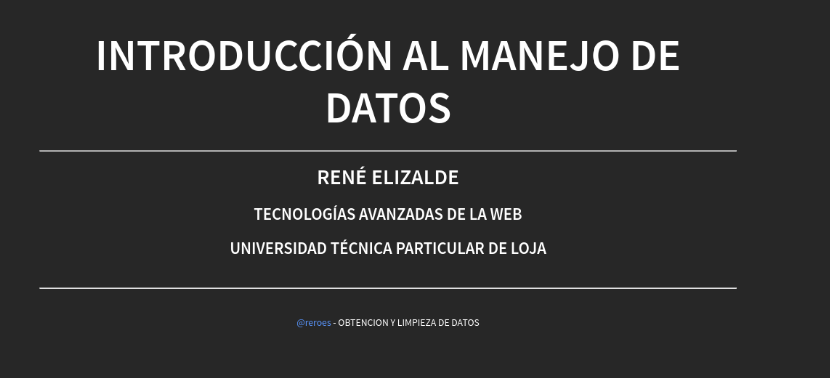 INTRODUCCIÓN AL MANEJO DE
DATOS
RENÉ ELIZALDE
TECNOLOGÍAS AVANZADAS DE LA WEB
UNIVERSIDAD TÉCNICA PARTICULAR DE LOJA
@reroes - OBTENCION Y LIMPIEZA DE DATOS